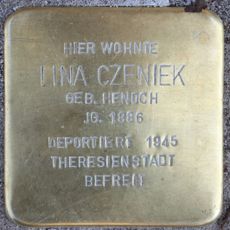 HIER WOHNTE
LINA CZENIEK
GEB. HENOCH
JG. 1886
DEPORTIERT 1945
THERESIENSTADT
BEFREIT